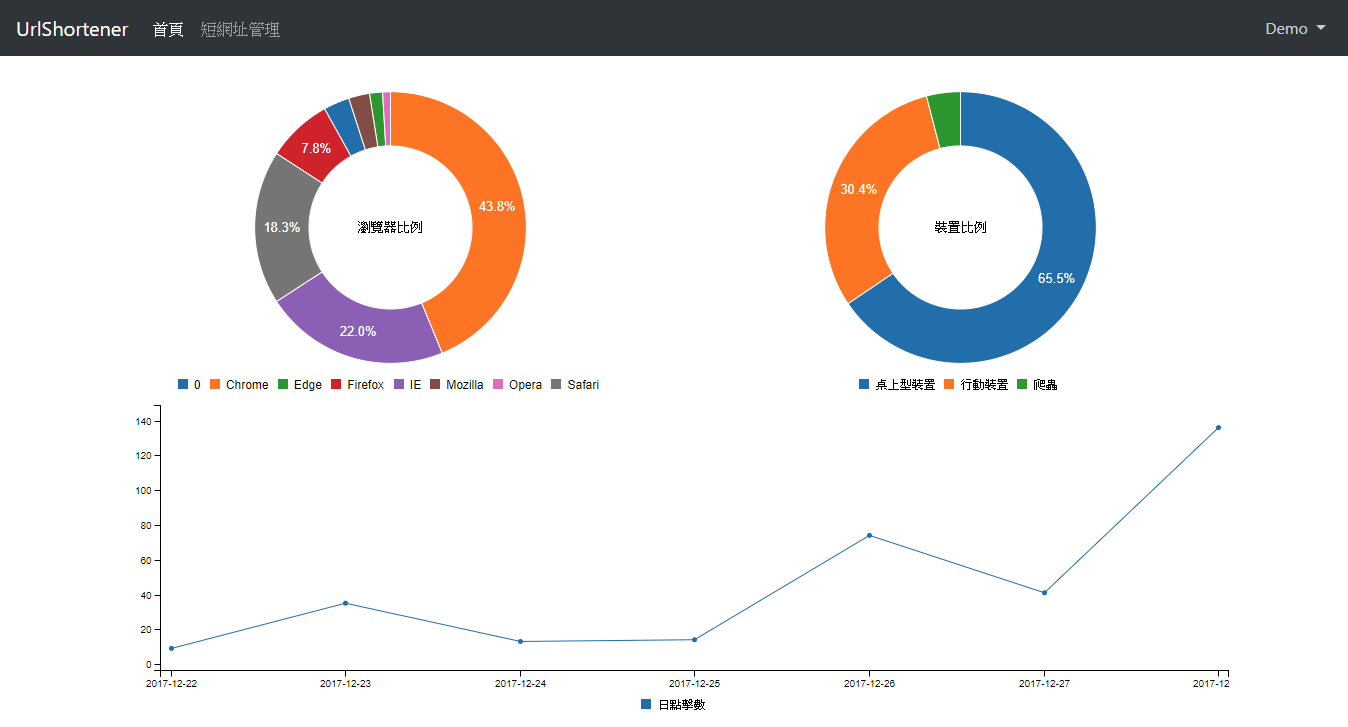 UrlShortener 首頁 短網址管理 Demo
43.8%
22.0%
18.3%
7.8%
瀏覽器比例
0 Chrome Edge Firefox IE Mozilla Opera Safari
65.5%
30.4%
裝置比例
桌上型裝置 行動裝置 爬蟲
140
120
100
80
60
40
20
0
2017-12-22 2017-12-23 2017-12-24 2017-12-25 2017-12-26 2017-12-27 2017-12
日點擊數